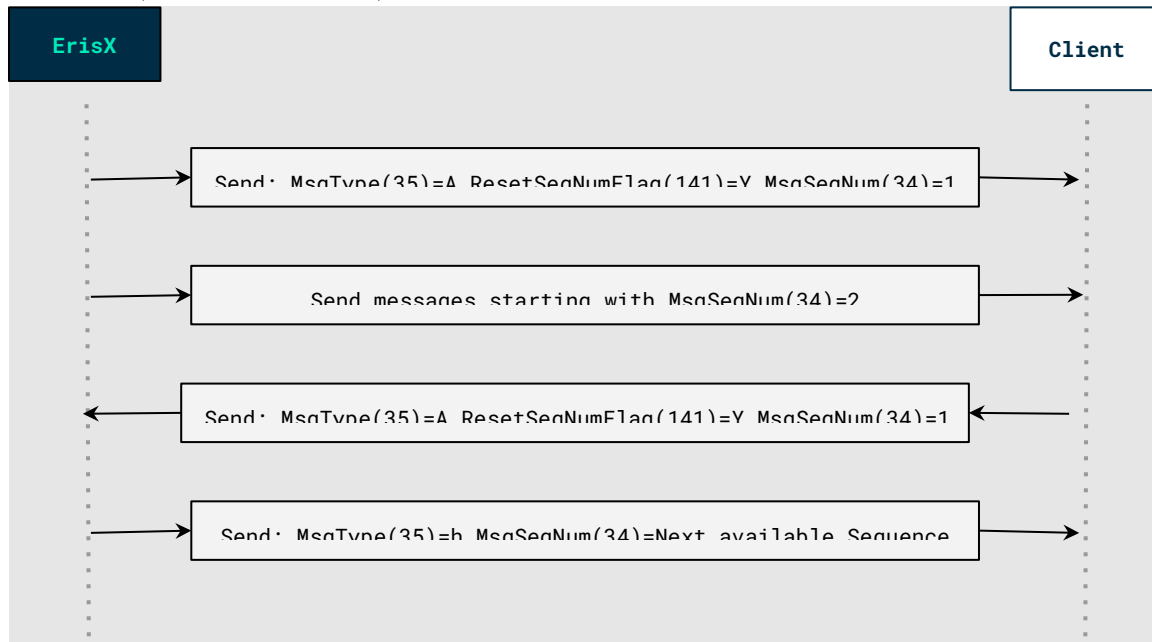 ErisX
Client
Send: MsgType(35)=A ResetSeqNumFlag(141)=Y MsgSeqNum(34)=1
Send messages starting with MsgSeqNum(34)=2
Send: MsgType(35)=A ResetSeqNumFlag(141)=Y MsgSeqNum(34)=1
Send: MsgType(35)=h MsgSeqNum(34)=Next available Sequence